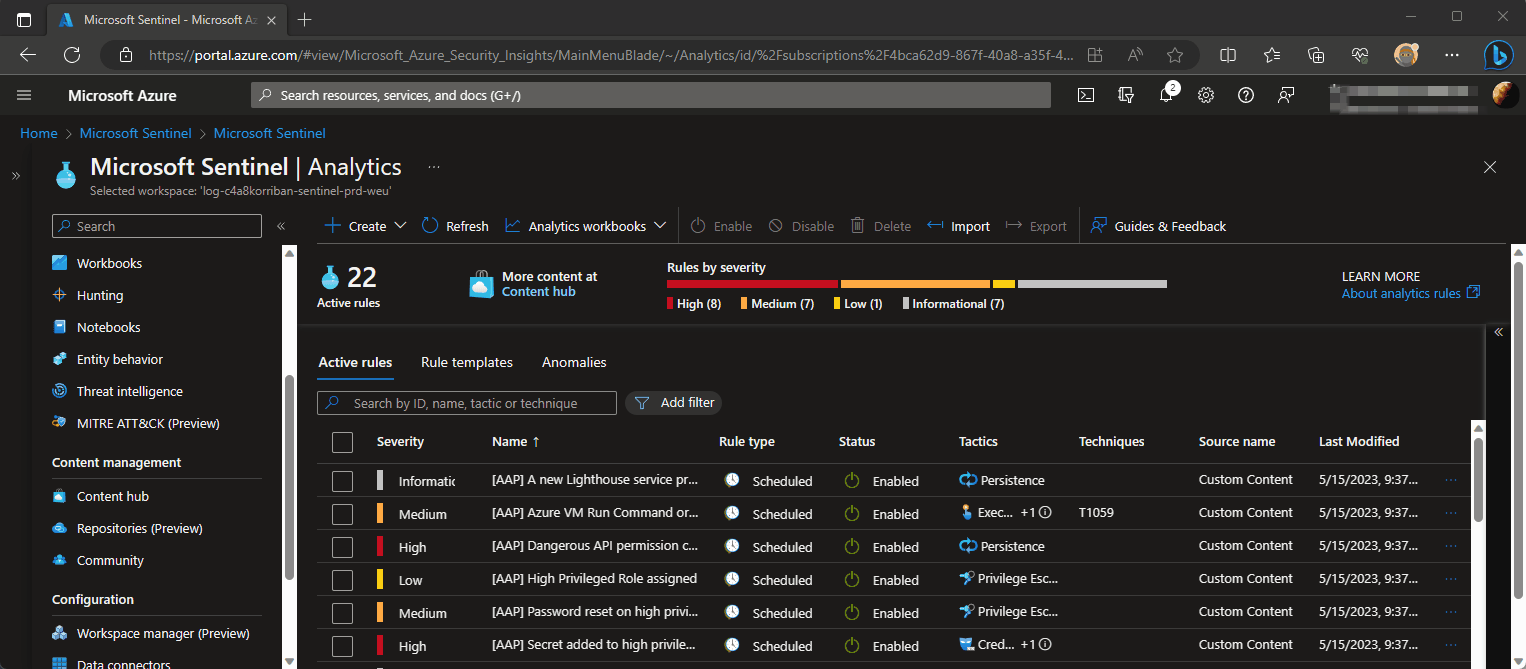 Microsoft Sentinel - Microsoft Az
https://portal.azure.com/#view/Microsoft_Azure_Security_Insights/MainMenuBlade/~/Analytics/id/%2Fsubscriptions%2F4bca62d9-867f-40a8-a35f-4...
Microsoft Azure
Search resources, services, and docs (G+/)
2
Home > Microsoft Sentinel > Microsoft Sentinel
Microsoft Sentinel | Analytics ...
Selected workspace: 'log-c4a8korriban-sentinel-prd-weu'
Search
Workbooks
Hunting
Notebooks
Entity behavior
Threat intelligence
MITRE ATT&CK (Preview)
Content management
Content hub
Repositories (Preview)
Community
Configuration
Workspace manager (Preview)
Data connectors
Create Refresh Analytics workbooks Enable Disable Delete Import Export Guides & Feedback
22
Active rules
More content at
Content hub
Rules by severity
High (8) Medium (7) Low (1) Informational (7)
LEARN MORE
About analytics rules
Active rules Rule templates Anomalies
Search by ID, name, tactic or technique
Add filter
Severity Name ↑ Rule type Status Tactics Techniques Source name Last Modified
Informatic [AAP] A new Lighthouse service pr... Scheduled Enabled Persistence Custom Content 5/15/2023, 9:37... ...
Medium [AAP] Azure VM Run Command or... Scheduled Enabled Exec... +1 T1059 Custom Content 5/15/2023, 9:37... ...
High [AAP] Dangerous API permission c... Scheduled Enabled Persistence Custom Content 5/15/2023, 9:37... ...
Low [AAP] High Privileged Role assigned Scheduled Enabled Privilege Esc... Custom Content 5/15/2023, 9:37... ...
Medium [AAP] Password reset on high privi... Scheduled Enabled Privilege Esc... Custom Content 5/15/2023, 9:37... ...
High [AAP] Secret added to high privile... Scheduled Enabled Cred... +1 Custom Content 5/15/2023, 9:37... ...